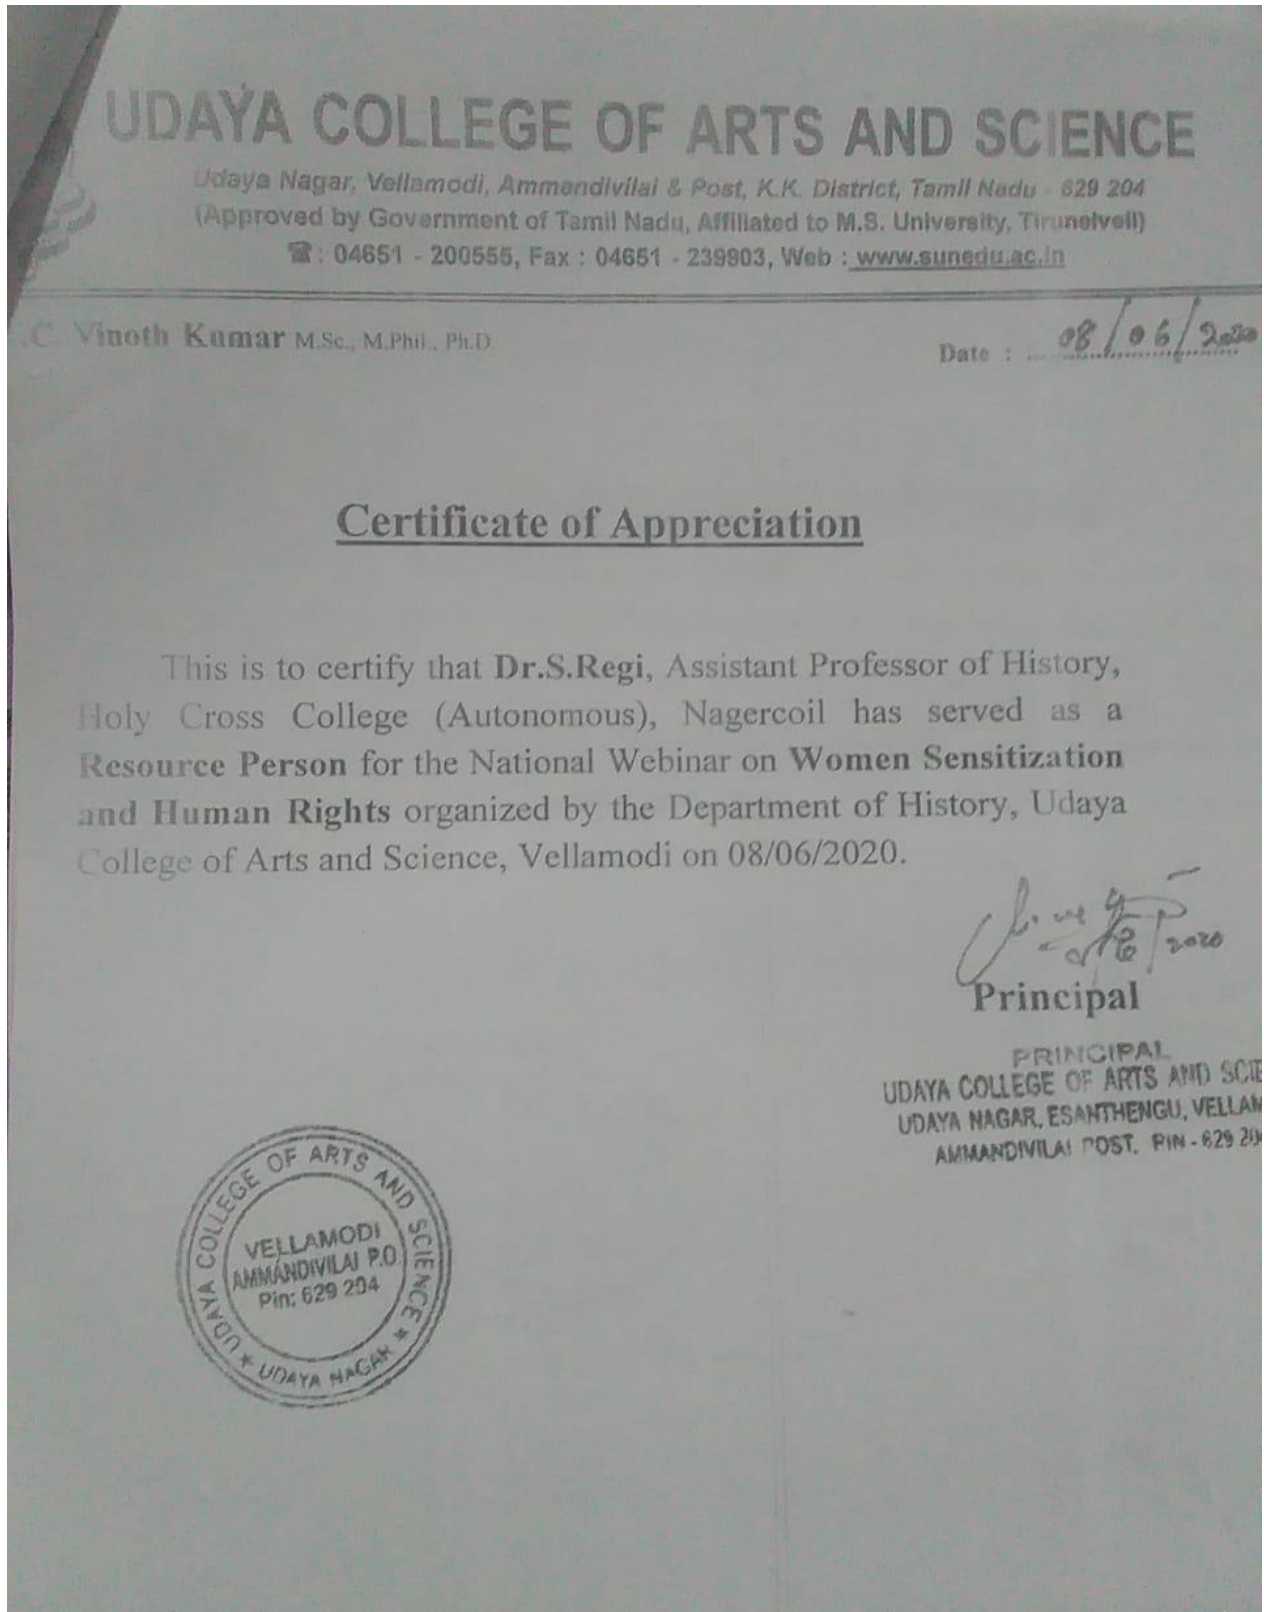 UDAYA COLLEGE OF ARTS AND SCIENCE
Udaya Nagar, Vellamodi, Ammandivilai & Post, K.K. District, Tamil Nadu - 629 204
(Approved by Government of Tamil Nadu, Affiliated to M.S. University, Tirunelveli)
☎: 04651 - 200555, Fax : 04651 - 239903, Web : www.sunedu.ac.in
.C. Vinoth Kumar M.Sc., M.Phil., Ph.D
Date : 08/06/2020
Certificate of Appreciation
This is to certify that Dr.S.Regi, Assistant Professor of History,
Holy Cross College (Autonomous), Nagercoil has served as a
Resource Person for the National Webinar on Women Sensitization
and Human Rights organized by the Department of History, Udaya
College of Arts and Science, Vellamodi on 08/06/2020.
2020
Principal
PRINCIPAL
UDAYA COLLEGE OF ARTS AND SCIE
UDAYA NAGAR, ESANTHENGU, VELLAM
AMMANDIVILAI POST. PIN - 629 20
UDAYA COLLEGE OF ARTS AND SCIENCE
VELLAMODI
AMMANDIVILAI P.O
Pin: 629 204
* UDAYA NAGAR *